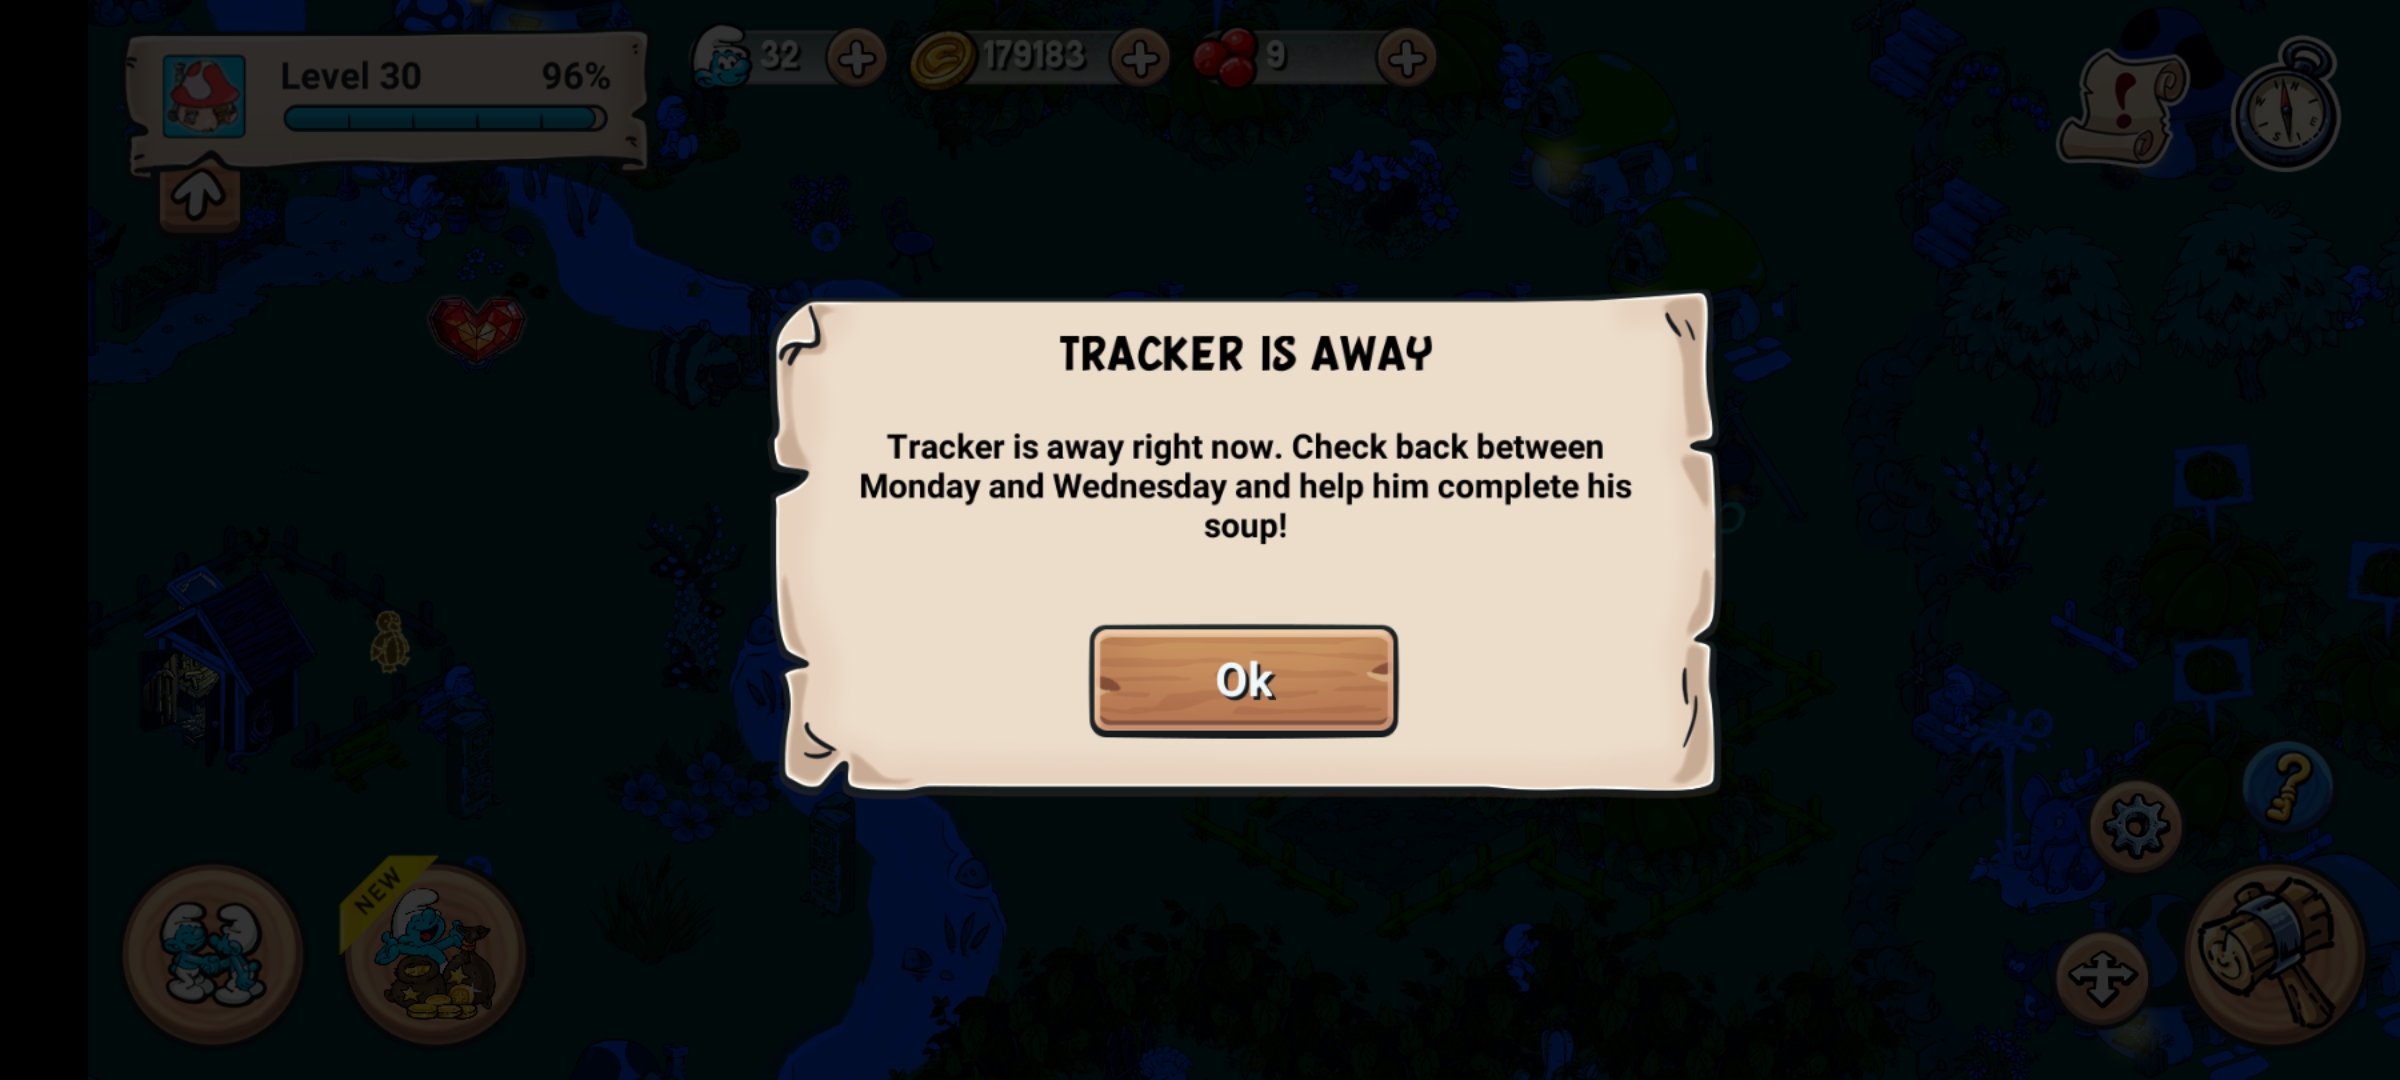 Level 30 96%
32
179183
9
TRACKER IS AWAY
Tracker is away right now. Check back between
Monday and Wednesday and help him complete his
soup!
Ok
NEW